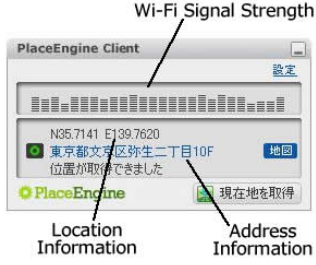 Wi-Fi Signal Strength
PlaceEngine Client
設定
N35.7141 E139.7620
東京都文京区弥生二丁目10F
地図
位置が取得できました
PlaceEngine
現在地を取得
Location
Information
Address
Information